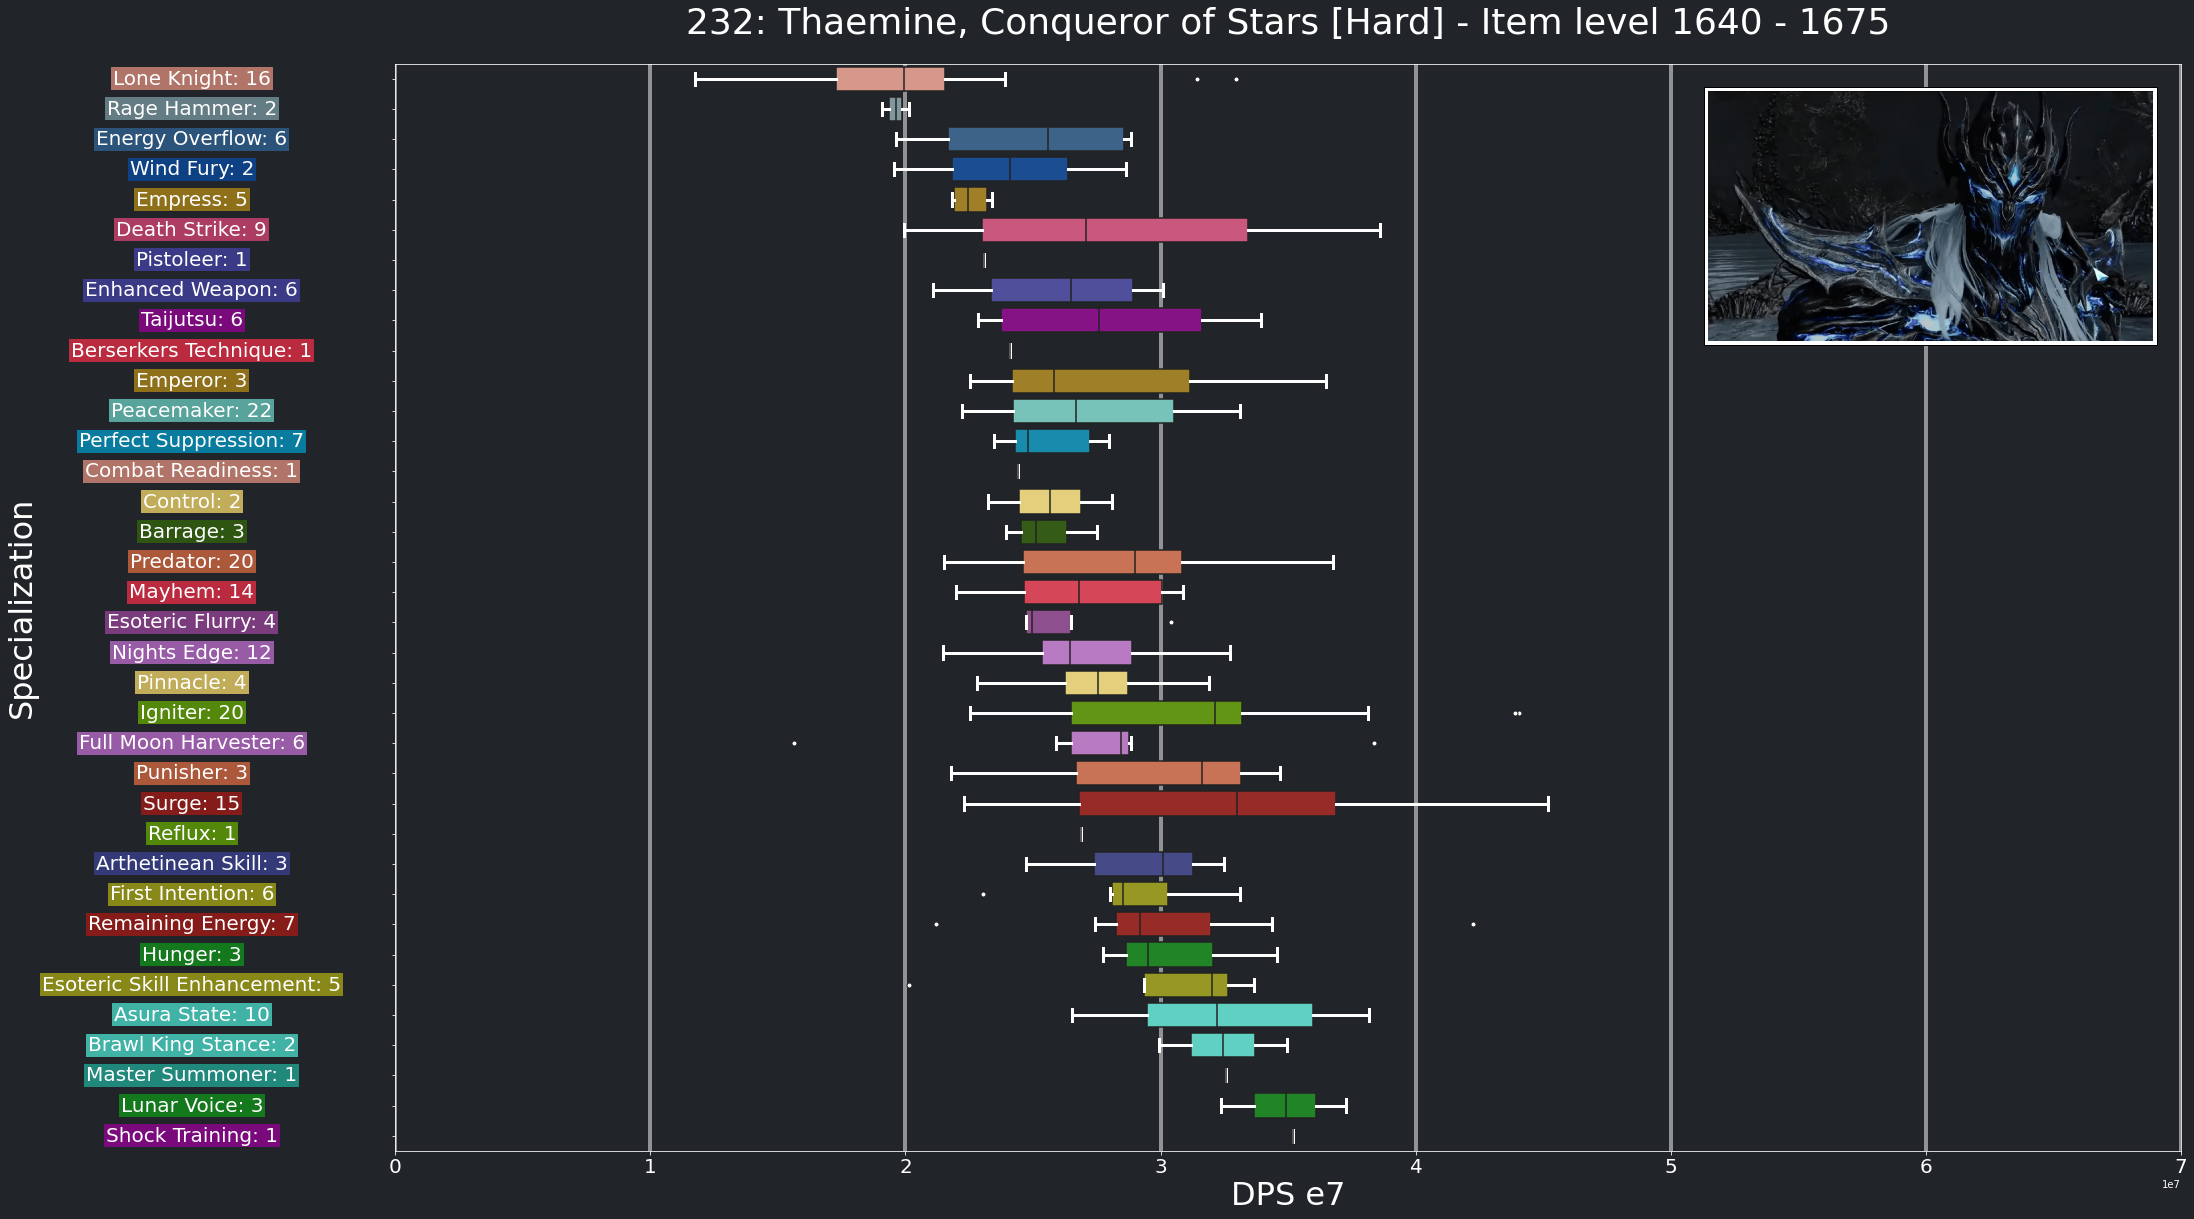 232: Thaemine, Conqueror of Stars [Hard] - Item level 1640 - 1675
Specialization
Lone Knight: 16
Rage Hammer: 2
Energy Overflow: 6
Wind Fury: 2
Empress: 5
Death Strike: 9
Pistoleer: 1
Enhanced Weapon: 6
Taijutsu: 6
Berserkers Technique: 1
Emperor: 3
Peacemaker: 22
Perfect Suppression: 7
Combat Readiness: 1
Control: 2
Barrage: 3
Predator: 20
Mayhem: 14
Esoteric Flurry: 4
Nights Edge: 12
Pinnacle: 4
Igniter: 20
Full Moon Harvester: 6
Punisher: 3
Surge: 15
Reflux: 1
Arthetinean Skill: 3
First Intention: 6
Remaining Energy: 7
Hunger: 3
Esoteric Skill Enhancement: 5
Asura State: 10
Brawl King Stance: 2
Master Summoner: 1
Lunar Voice: 3
Shock Training: 1
0 1 2 3 4 5 6 7
1e7
DPS e7